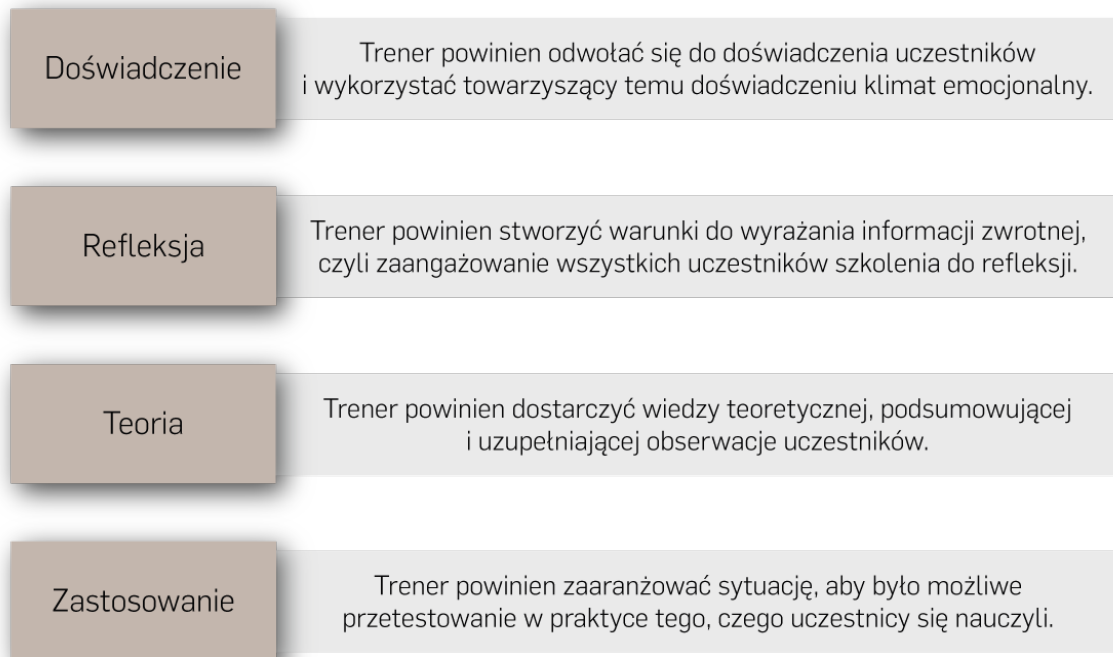 Doświadczenie
Trener powinien odwołać się do doświadczenia uczestników
i wykorzystać towarzyszący temu doświadczeniu klimat emocjonalny.
Refleksja
Trener powinien stworzyć warunki do wyrażania informacji zwrotnej,
czyli zaangażowanie wszystkich uczestników szkolenia do refleksji.
Teoria
Trener powinien dostarczyć wiedzy teoretycznej, podsumowującej
i uzupełniającej obserwacje uczestników.
Zastosowanie
Trener powinien zaaranżować sytuację, aby było możliwe
przetestowanie w praktyce tego, czego uczestnicy się nauczyli.